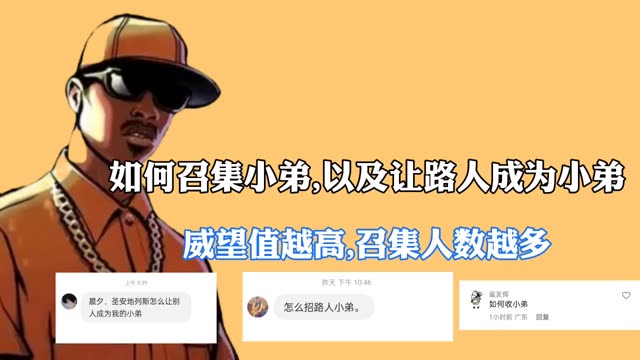 如何召集小弟,以及让路人成为小弟
威望值越高,召集人数越多
上午 9:39
晨夕、圣安地列斯怎么让别
人成为我的小弟
昨天 下午 10:46
怎么招路人小弟。
如何收小弟
1小时前 广东 回复